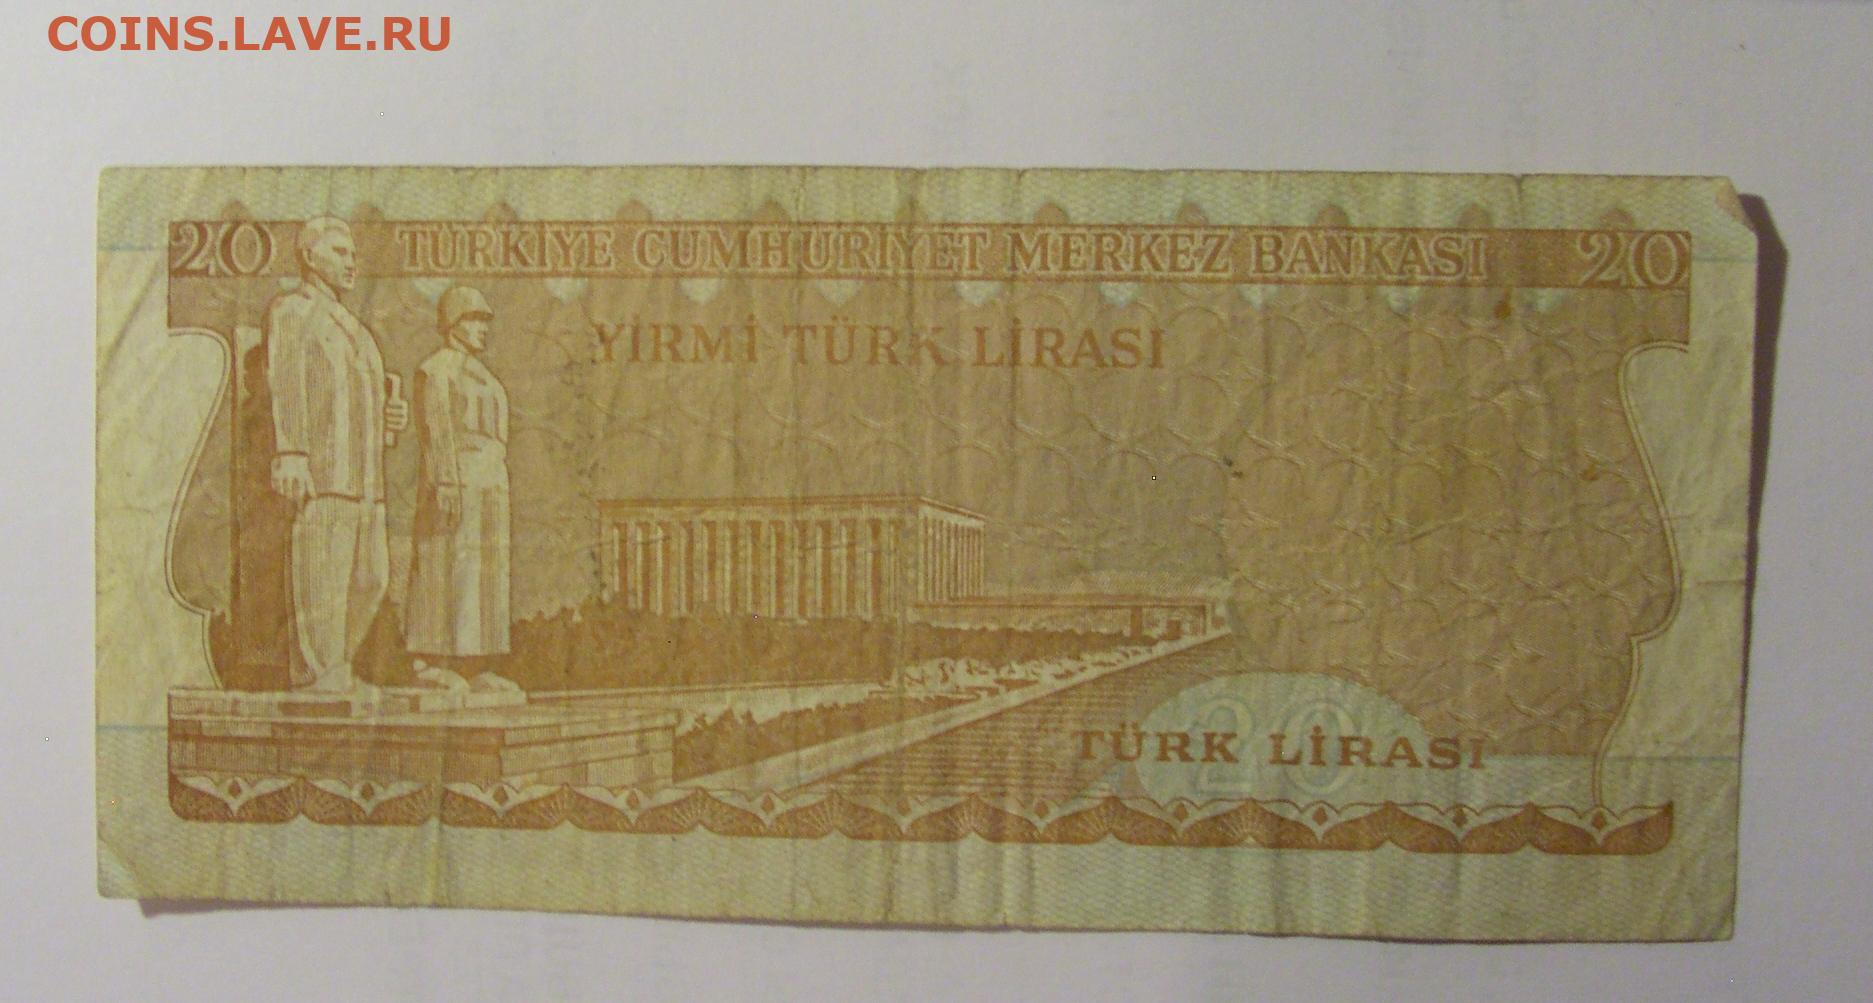 COINS.LAVE.RU
20 TÜRKİYE CUMHURİYET MERKEZ BANKASI 20
YİRMİ TÜRK LİRASI
20
TÜRK LİRASI